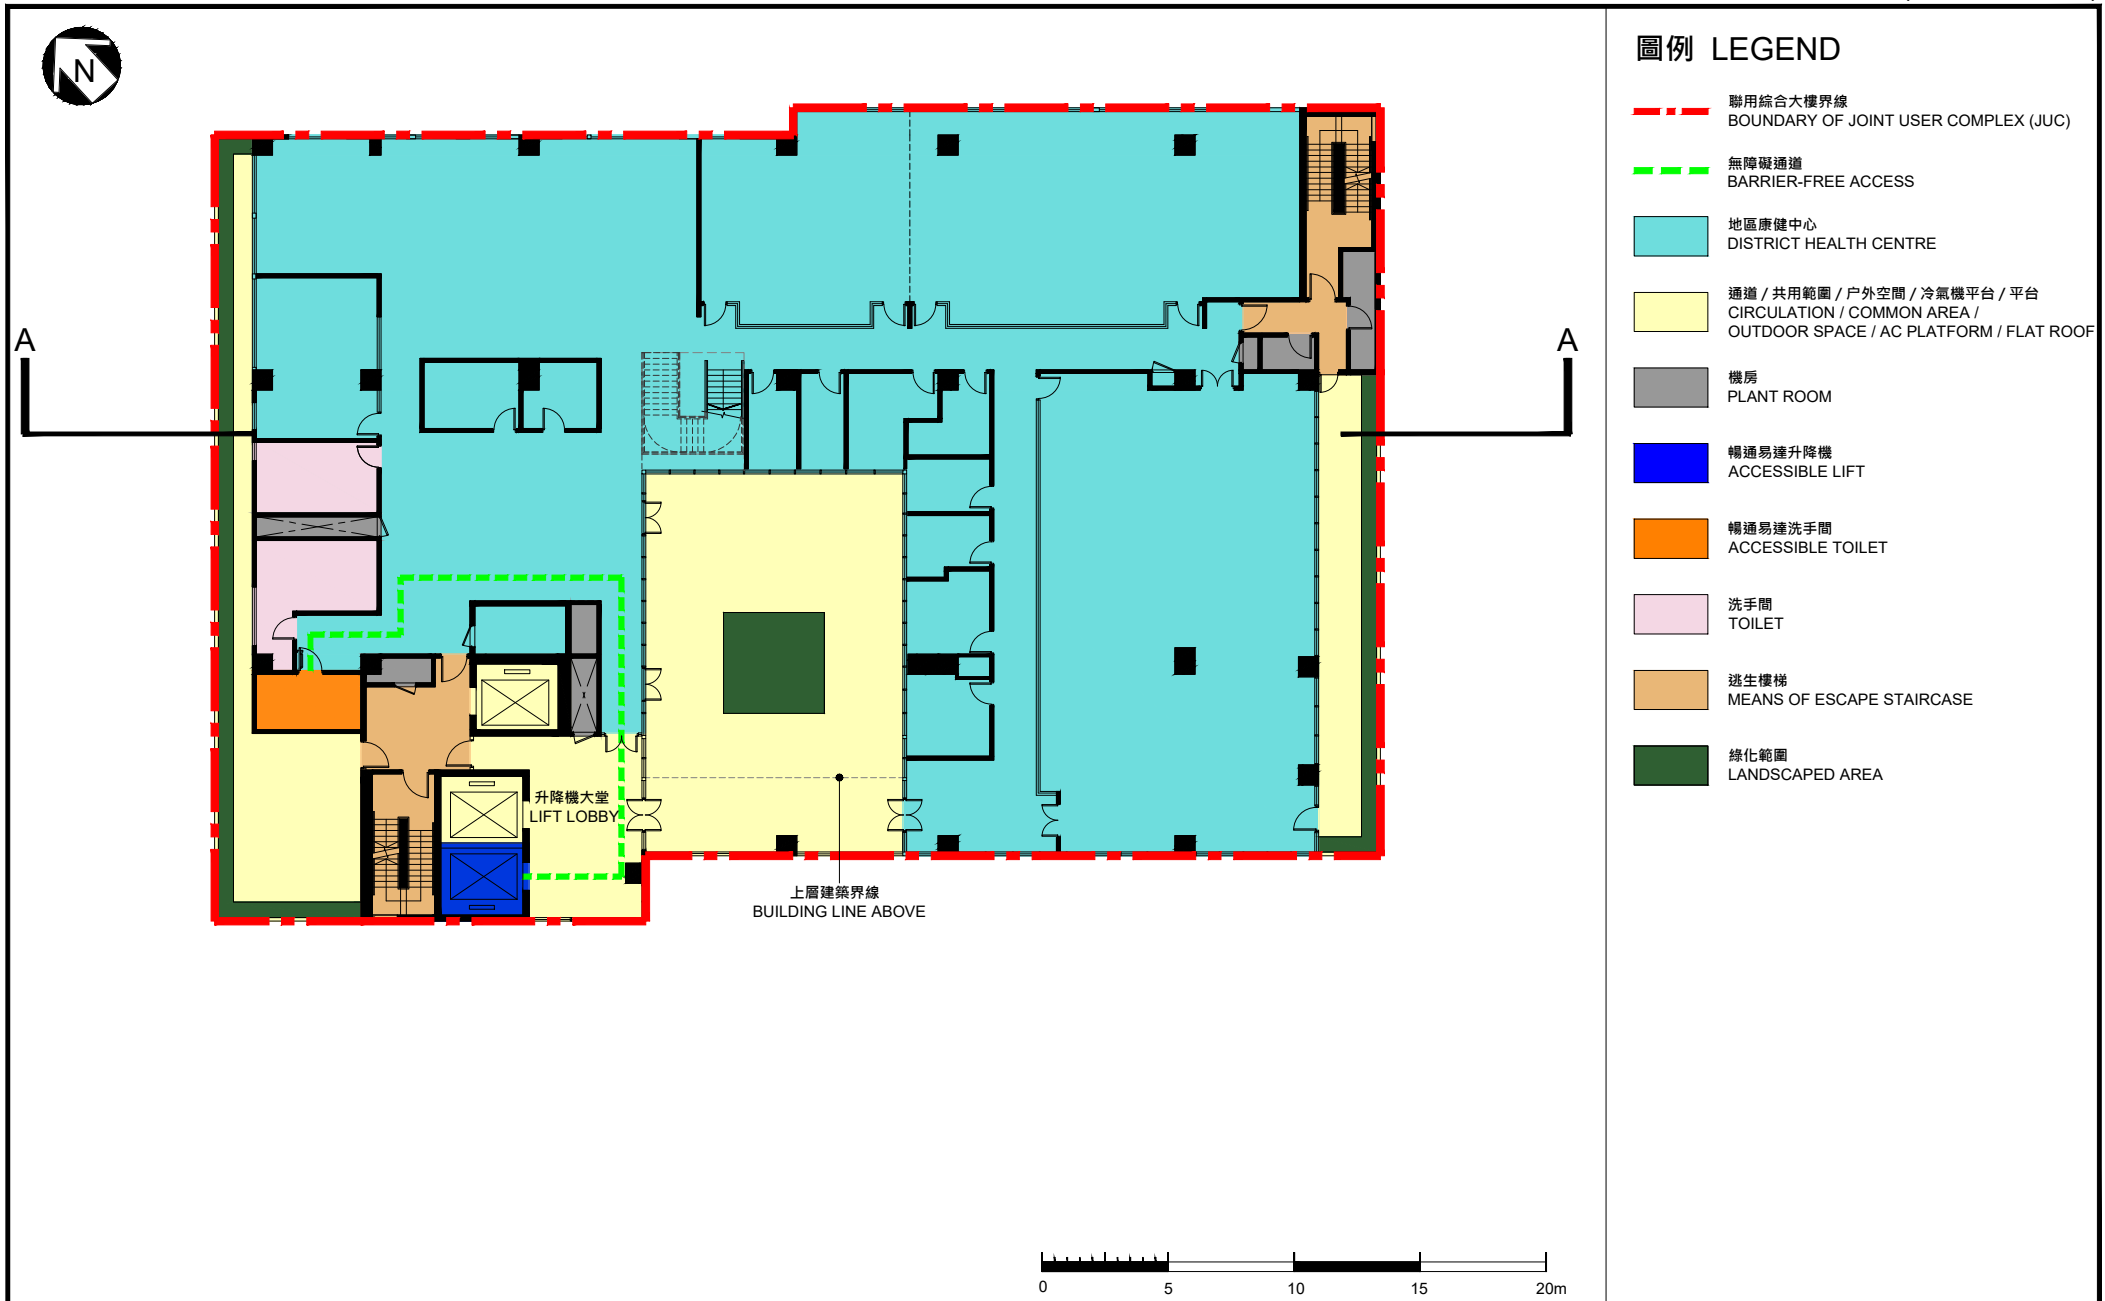 N
A
A
升降機大堂
LIFT LOBBY
上層建築界線
BUILDING LINE ABOVE
0
5
10
15
20m
圖例 LEGEND
聯用綜合大樓界線
BOUNDARY OF JOINT USER COMPLEX (JUC)
無障礙通道
BARRIER-FREE ACCESS
地區康健中心
DISTRICT HEALTH CENTRE
通道 / 共用範圍 / 户外空間 / 冷氣機平台 / 平台
CIRCULATION / COMMON AREA /
OUTDOOR SPACE / AC PLATFORM / FLAT ROOF
機房
PLANT ROOM
暢通易達升降機
ACCESSIBLE LIFT
暢通易達洗手間
ACCESSIBLE TOILET
洗手間
TOILET
逃生樓梯
MEANS OF ESCAPE STAIRCASE
綠化範圍
LANDSCAPED AREA